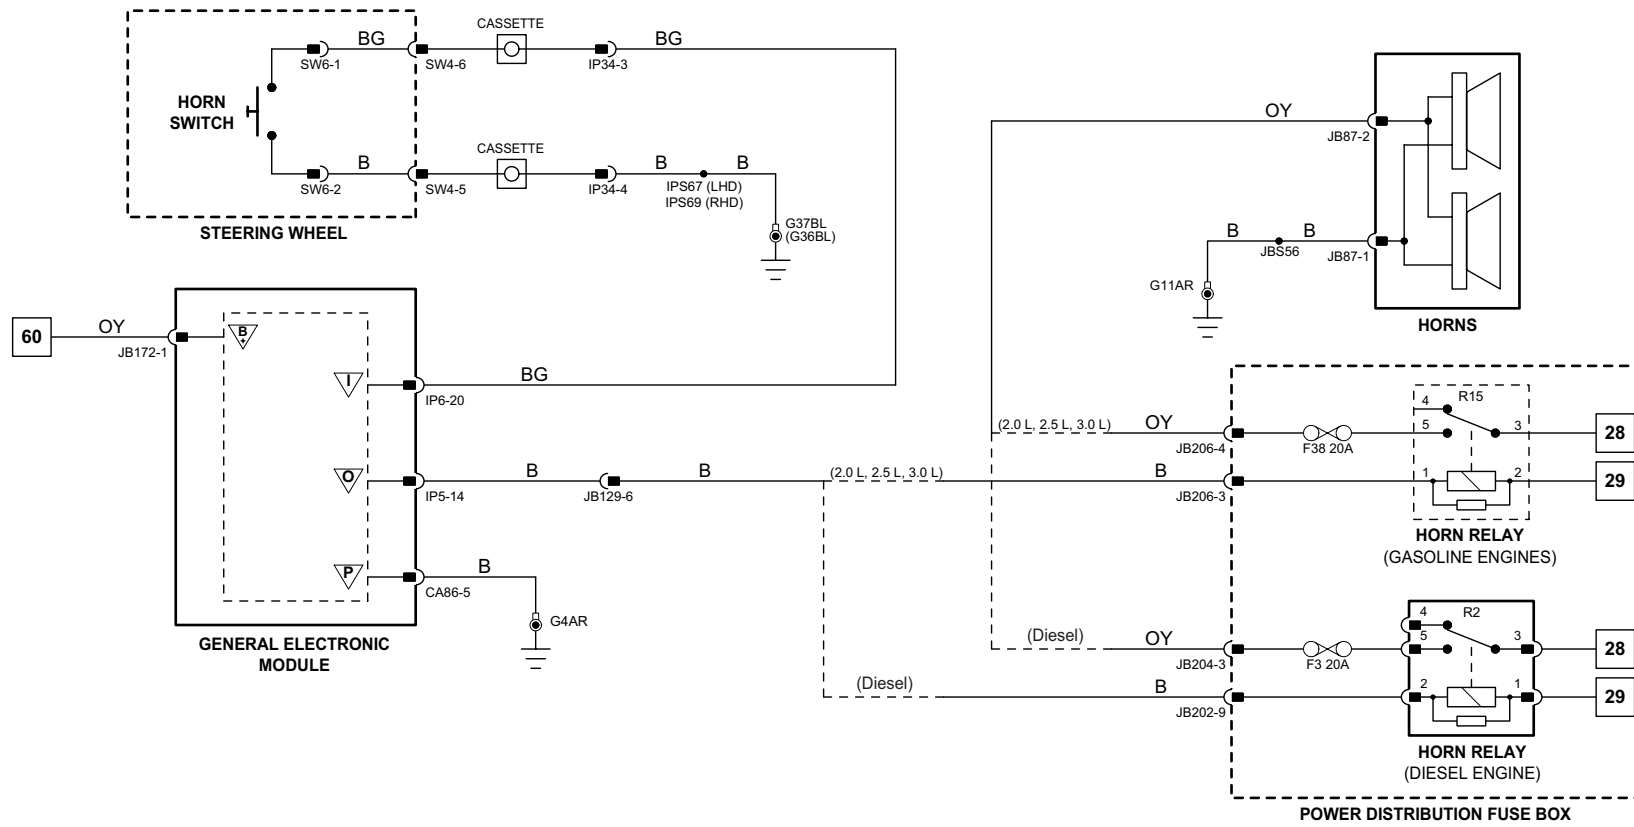 CASSETTE
BG
BG
SW6-1
SW4-6
IP34-3
HORN
SWITCH
CASSETTE
B
B
B
SW6-2
SW4-5
IP34-4
IPS67 (LHD)
IPS69 (RHD)
G37BL
(G36BL)
STEERING WHEEL
OY
JB87-2
B
B
JBS56
JB87-1
G11AR
HORNS
60
OY
JB172-1
B
+
I
BG
IP6-20
O
B
B
IP5-14
JB129-6
P
B
CA86-5
G4AR
GENERAL ELECTRONIC
MODULE
(2.0 L, 2.5 L, 3.0 L)
OY
JB206-4
F38 20A
4
R15
5
3
28
(2.0 L, 2.5 L, 3.0 L)
B
JB206-3
1
2
29
HORN RELAY
(GASOLINE ENGINES)
(Diesel)
OY
JB204-3
F3 20A
4
R2
5
3
28
(Diesel)
B
JB202-9
2
1
29
HORN RELAY
(DIESEL ENGINE)
POWER DISTRIBUTION FUSE BOX